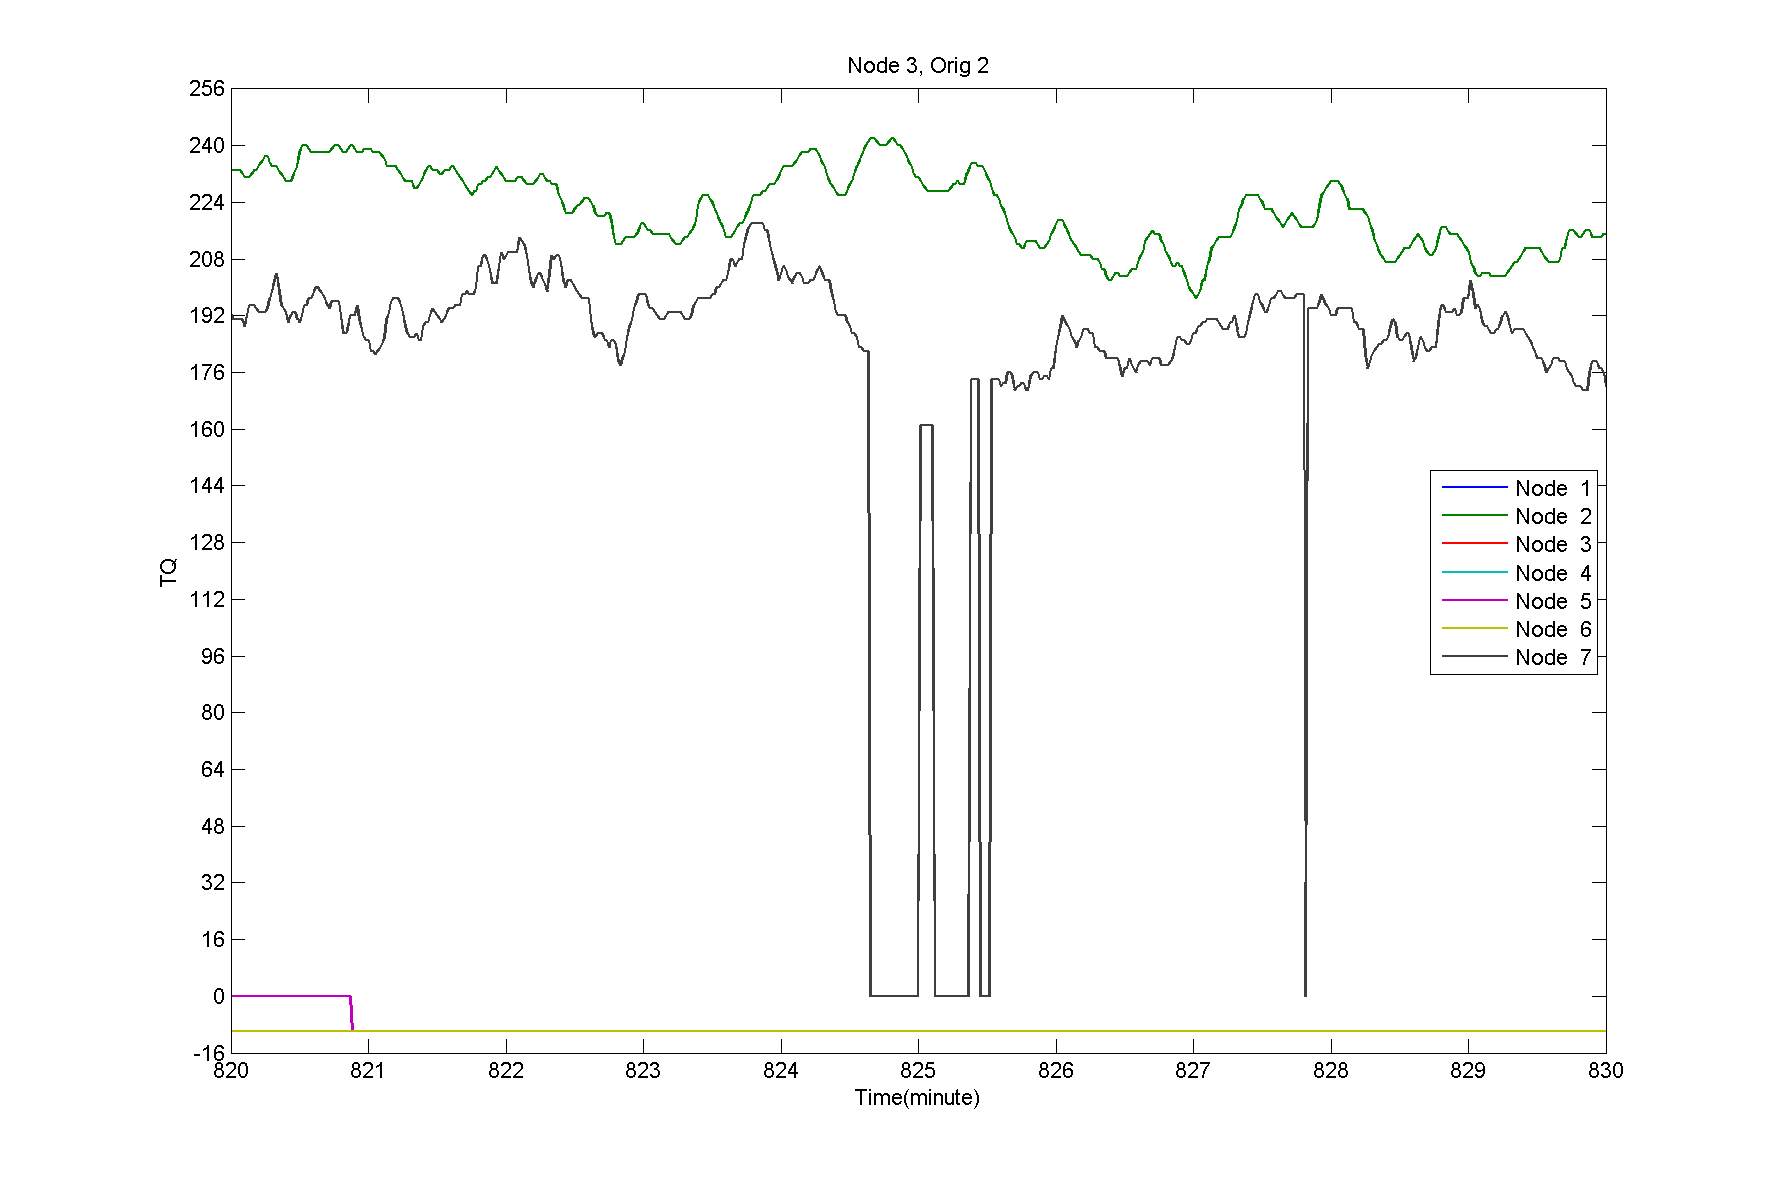 Node 3, Orig 2
256
240
224
208
192
176
160
144
128
112
96
80
64
48
32
16
0
-16
TQ
Node 1
Node 2
Node 3
Node 4
Node 5
Node 6
Node 7
820 821 822 823 824 825 826 827 828 829 830
Time(minute)